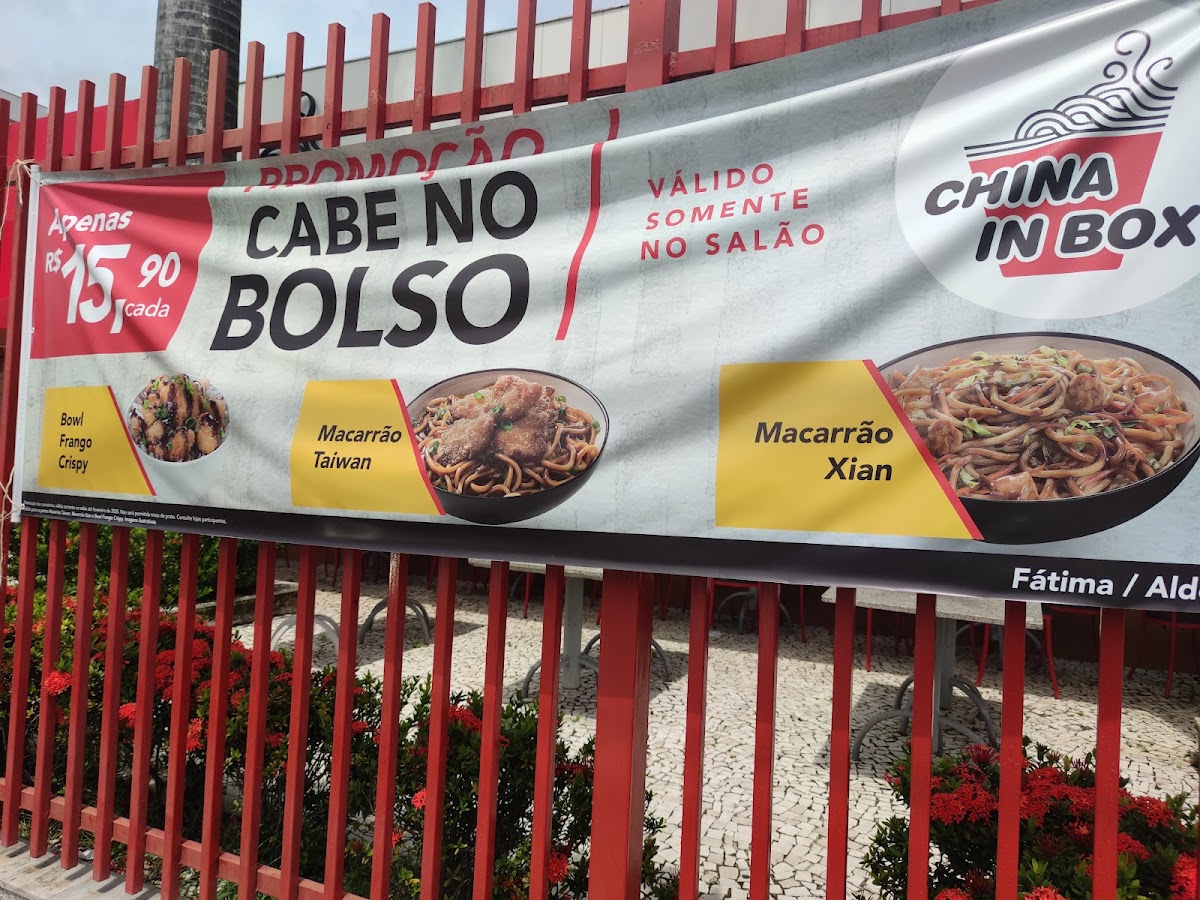 PROMOÇÃO
CABE NO
BOLSO
Apenas
R$ 15,90
cada
VÁLIDO
SOMENTE
NO SALÃO
CHINA
IN BOX
Bowl
Frango
Crispy
Macarrão
Taiwan
Macarrão
Xian
Fátima / Ald